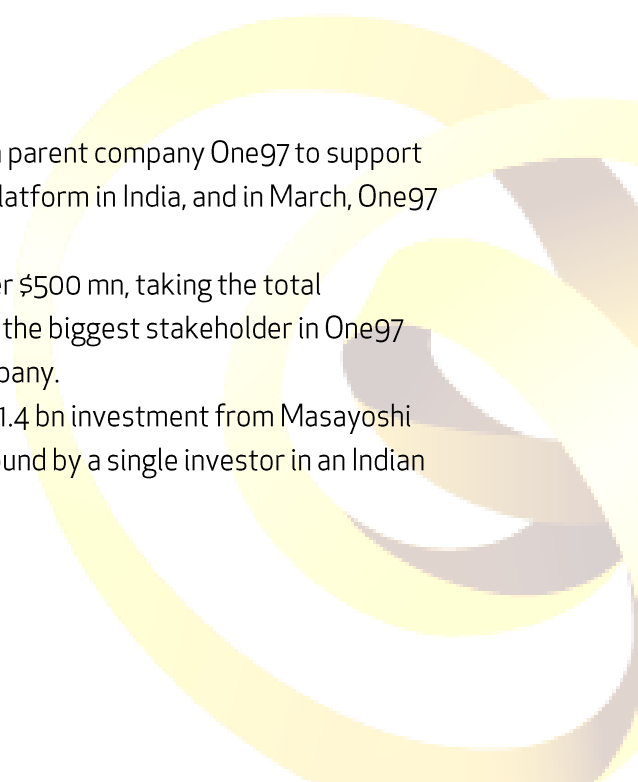 parent company One97 to support
latform in India, and in March, One97
er $500 mn, taking the total
the biggest stakeholder in One97
pany.
1.4 bn investment from Masayoshi
ound by a single investor in an Indian